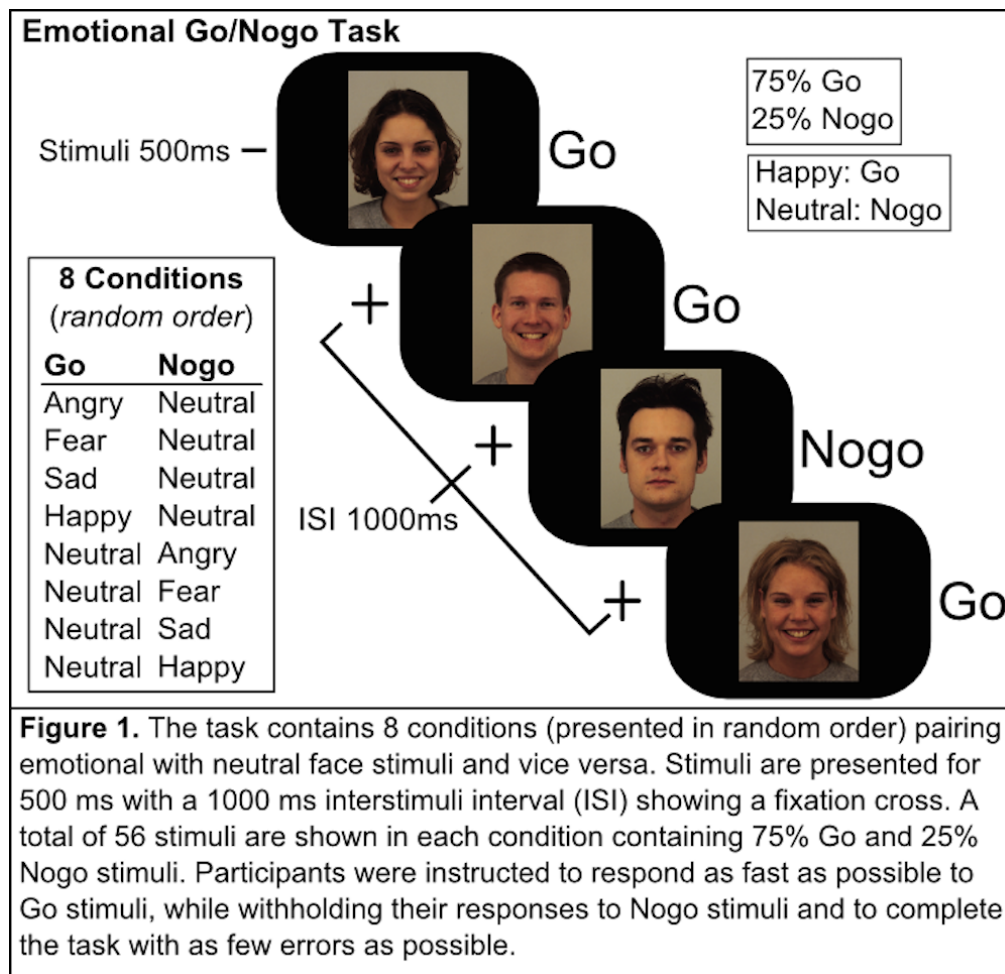 Emotional Go/Nogo Task
Stimuli 500ms
Go
75% Go
25% Nogo
Happy: Go
Neutral: Nogo
Go
8 Conditions
(random order)
Go Nogo
Angry Neutral
Fear Neutral
Sad Neutral
Happy Neutral
Neutral Angry
Neutral Fear
Neutral Sad
Neutral Happy
ISI 1000ms
Nogo
Go
Figure 1. The task contains 8 conditions (presented in random order) pairing
emotional with neutral face stimuli and vice versa. Stimuli are presented for
500 ms with a 1000 ms interstimuli interval (ISI) showing a fixation cross. A
total of 56 stimuli are shown in each condition containing 75% Go and 25%
Nogo stimuli. Participants were instructed to respond as fast as possible to
Go stimuli, while withholding their responses to Nogo stimuli and to complete
the task with as few errors as possible.